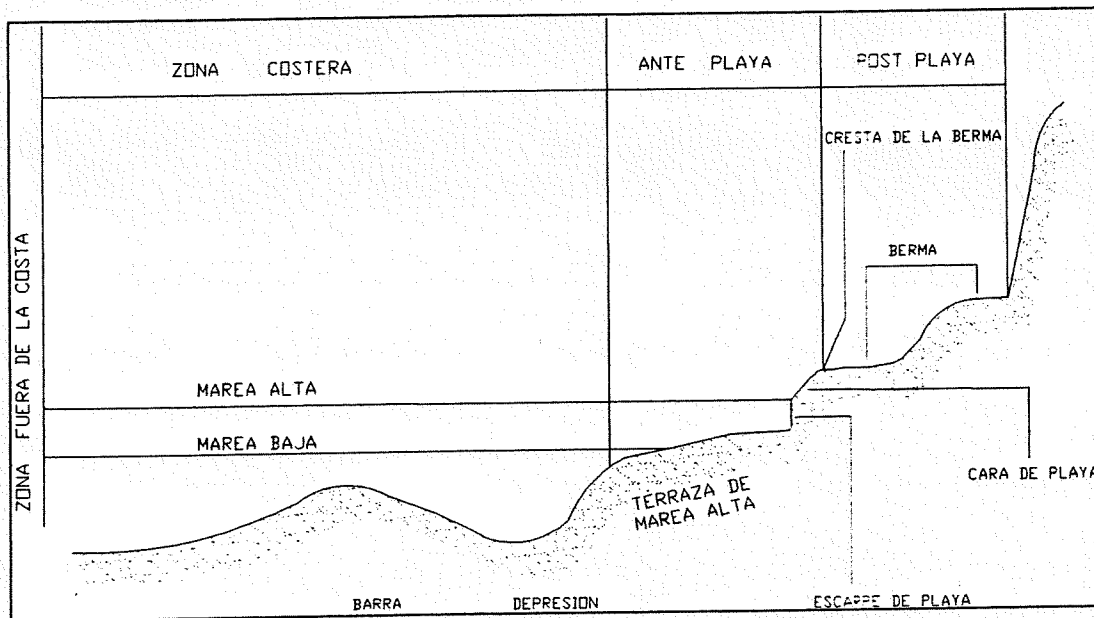 ZONA COSTERA
ANTE PLAYA
POST PLAYA
CRESTA DE LA BERMA
BERMA
ZONA FUERA DE LA COSTA
MAREA ALTA
MAREA BAJA
CARA DE PLAYA
TERRAZA DE
MAREA ALTA
BARRA
DEPRESION
ESCARPE DE PLAYA